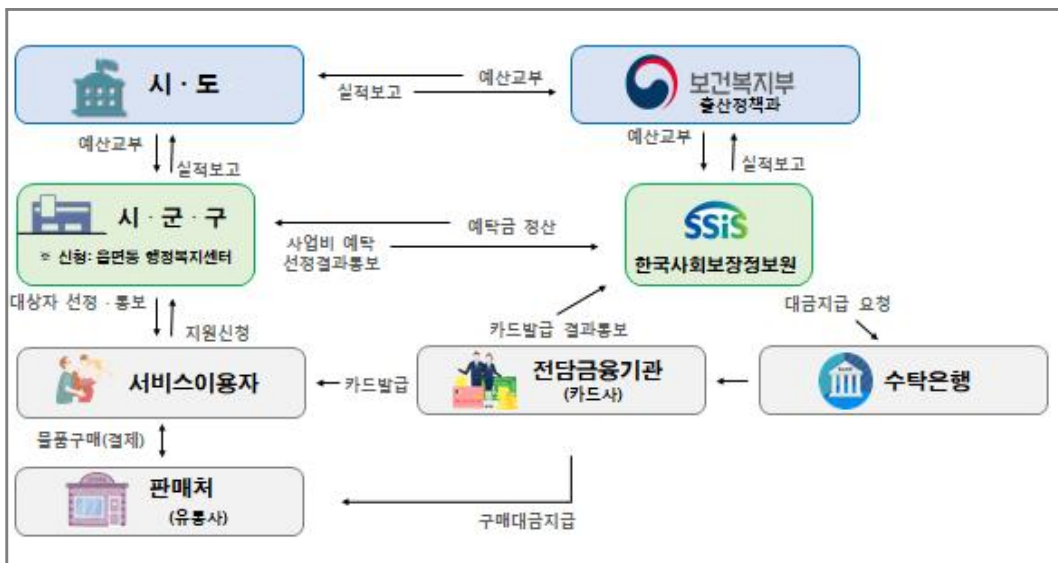 시 · 도
예산교부
실적보고
보건복지부
출산정책과
예산교부
실적보고
예산교부
실적보고
시 · 군 · 구
※ 신청: 읍면동 행정복지센터
예탁금 정산
사업비 예탁
선정결과통보
SSiS
한국사회보장정보원
대상자 선정 · 통보
지원신청
카드발급 결과통보
대금지급 요청
서비스이용자
카드발급
전담금융기관
(카드사)
수탁은행
물품구매(결제)
판매처
(유통사)
구매대금지급